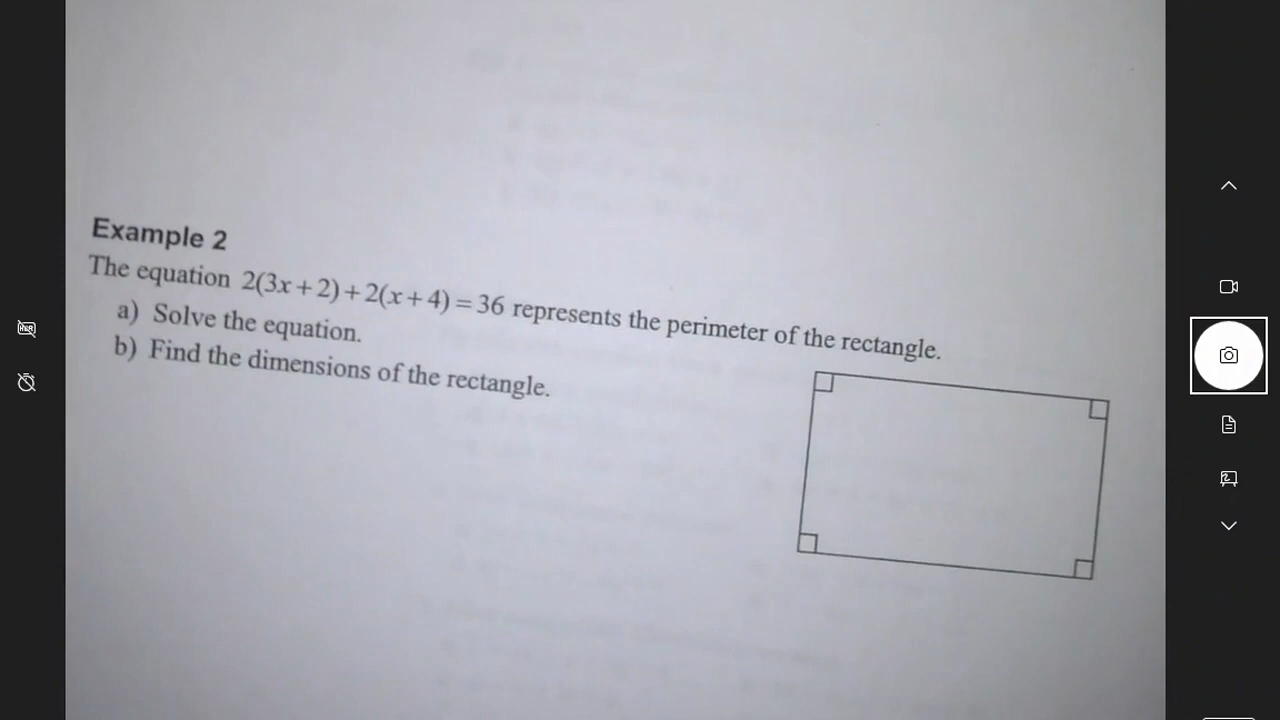 Example 2
The equation 2(3x+2)+2(x+4)=36 represents the perimeter of the rectangle.
a) Solve the equation.
b) Find the dimensions of the rectangle.